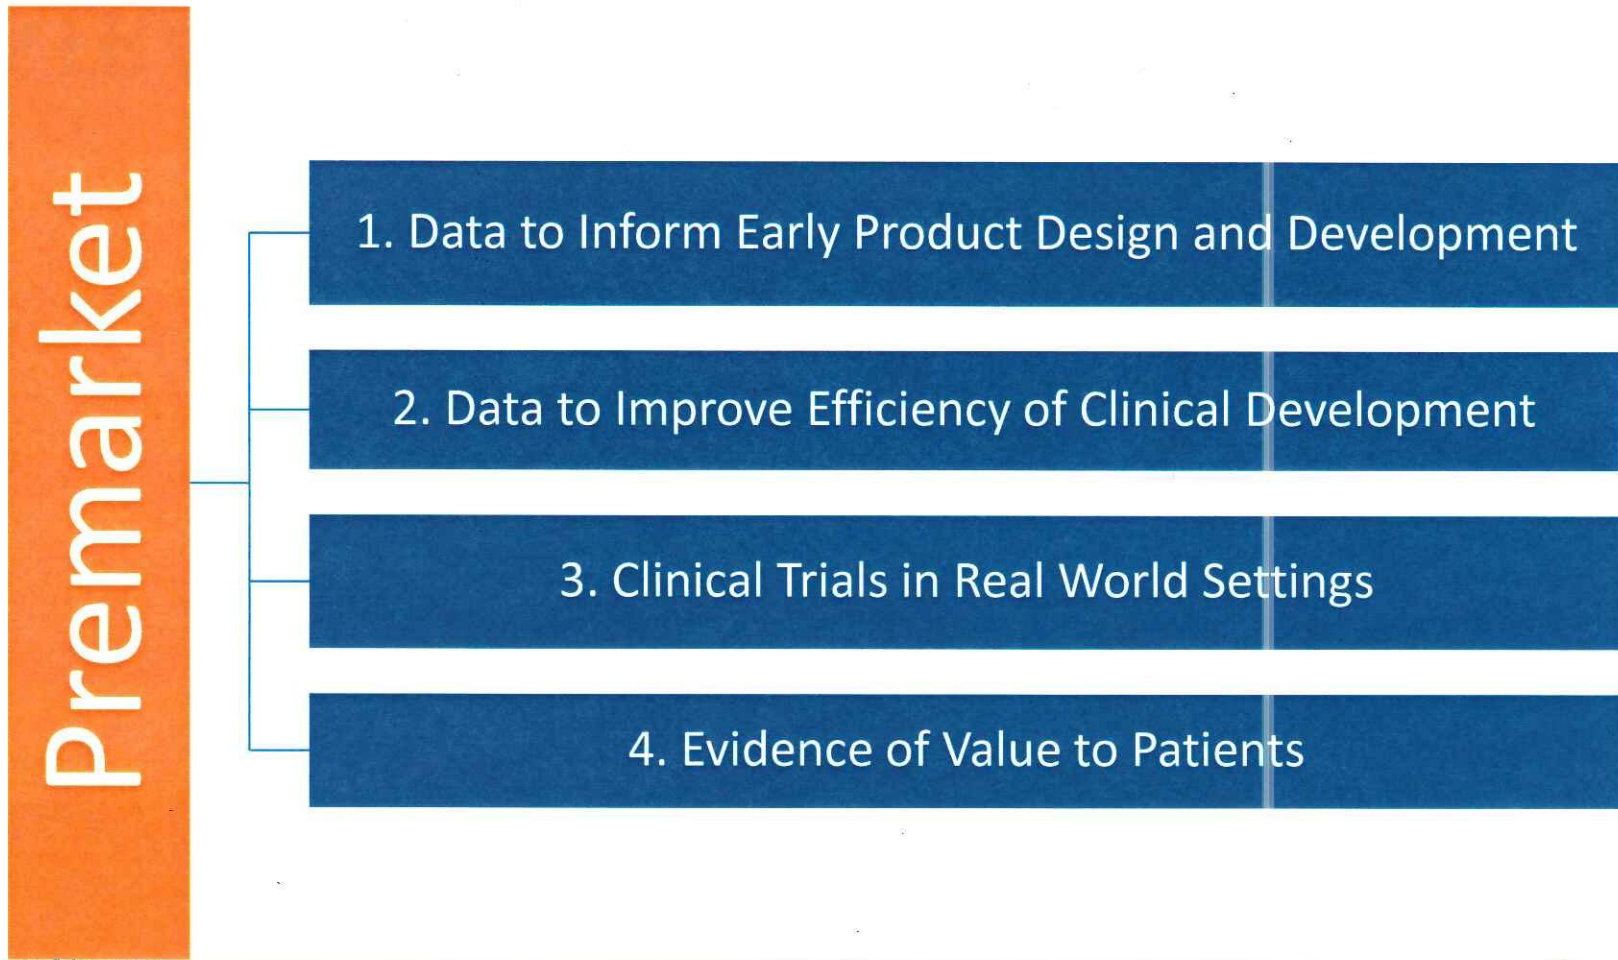 Premarket
1. Data to Inform Early Product Design and Development
2. Data to Improve Efficiency of Clinical Development
3. Clinical Trials in Real World Settings
4. Evidence of Value to Patients